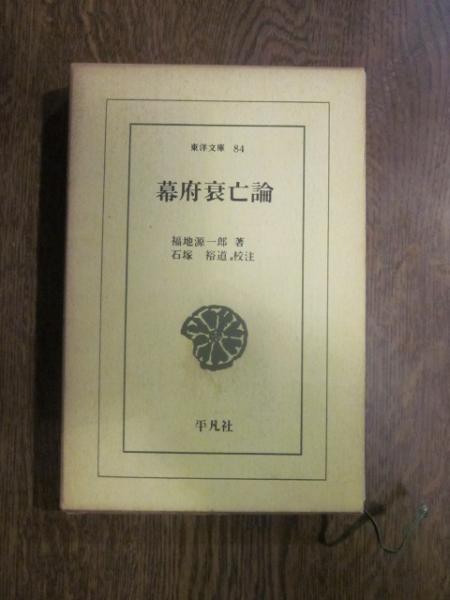 東洋文庫 84
幕府衰亡論
福地源一郎 著
石塚 裕道 校注
平凡社